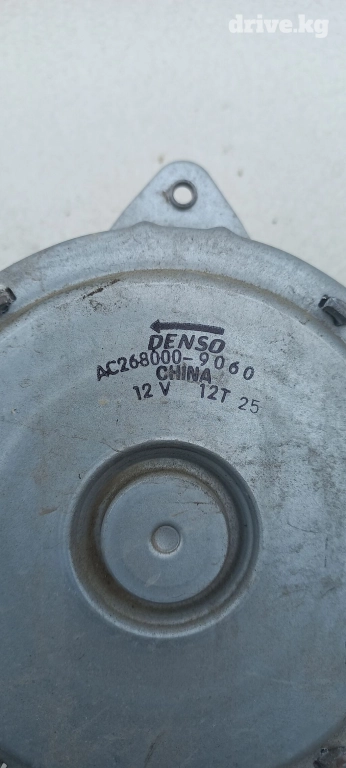 drive.kg
DENSO
AC268000-9060
CHINA
12 V 12T 25